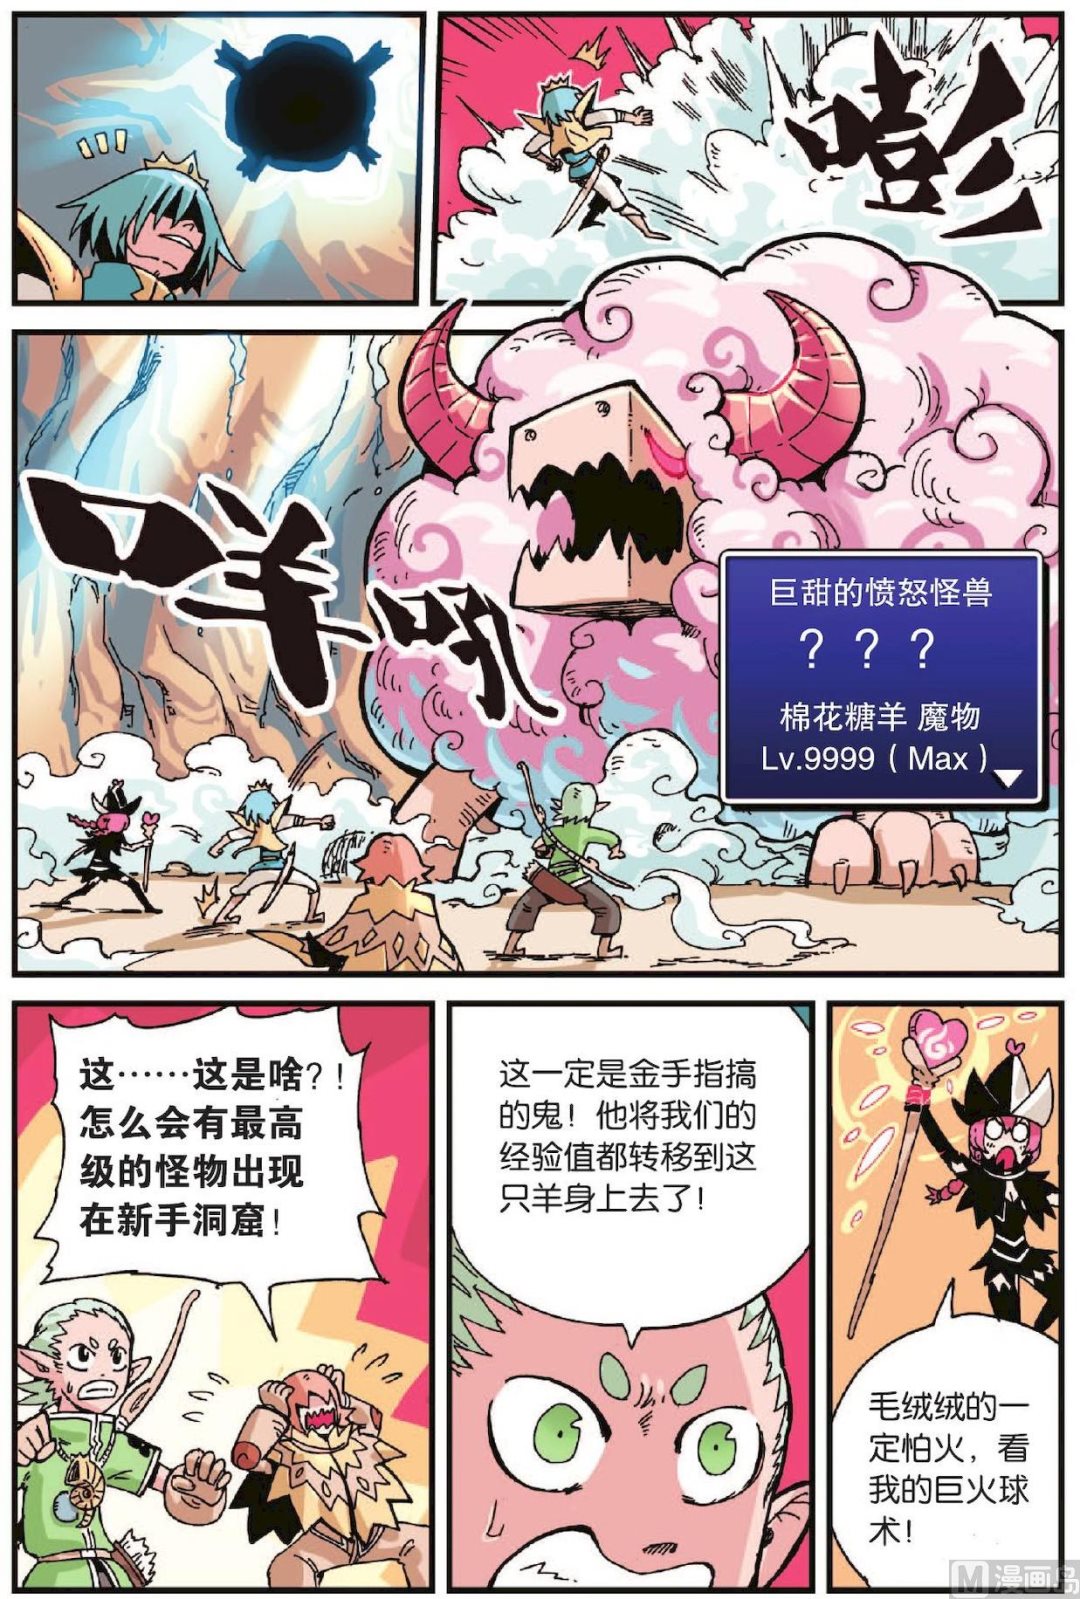 嘭
咩吼
巨甜的愤怒怪兽
？？？
棉花糖羊 魔物
Lv.9999（Max）
这……这是啥？！
怎么会有最高
级的怪物出现
在新手洞窟！
这一定是金手指搞
的鬼！他将我们的
经验值都转移到这
只羊身上去了！
毛绒绒的一
定怕火，看
我的巨火球
术！
M 漫画岛